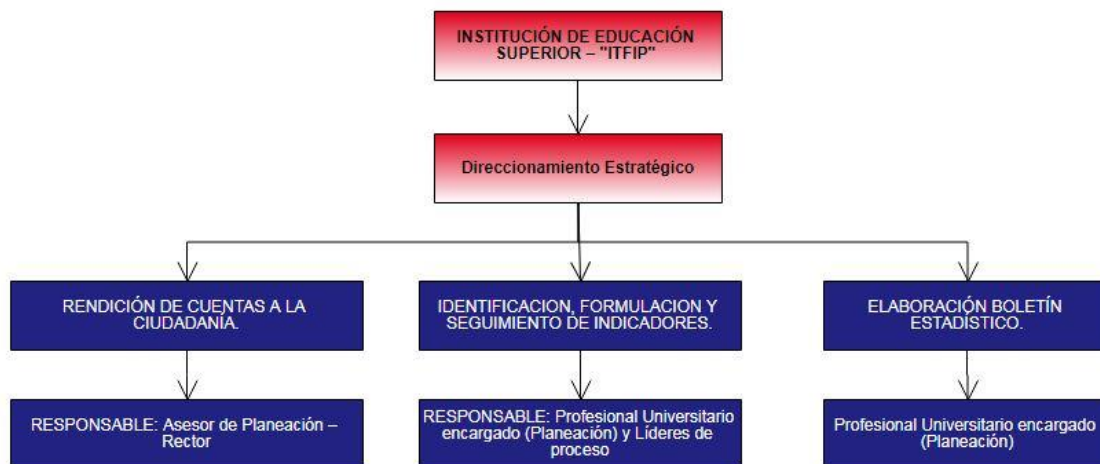 INSTITUCIÓN DE EDUCACIÓN
SUPERIOR – "ITFIP"
Direccionamiento Estratégico
RENDICIÓN DE CUENTAS A LA
CIUDADANÍA.
IDENTIFICACION, FORMULACION Y
SEGUIMIENTO DE INDICADORES.
ELABORACIÓN BOLETÍN
ESTADÍSTICO.
RESPONSABLE: Asesor de Planeación –
Rector
RESPONSABLE: Profesional Universitario
encargado (Planeación) y Líderes de
proceso
Profesional Universitario encargado
(Planeación)